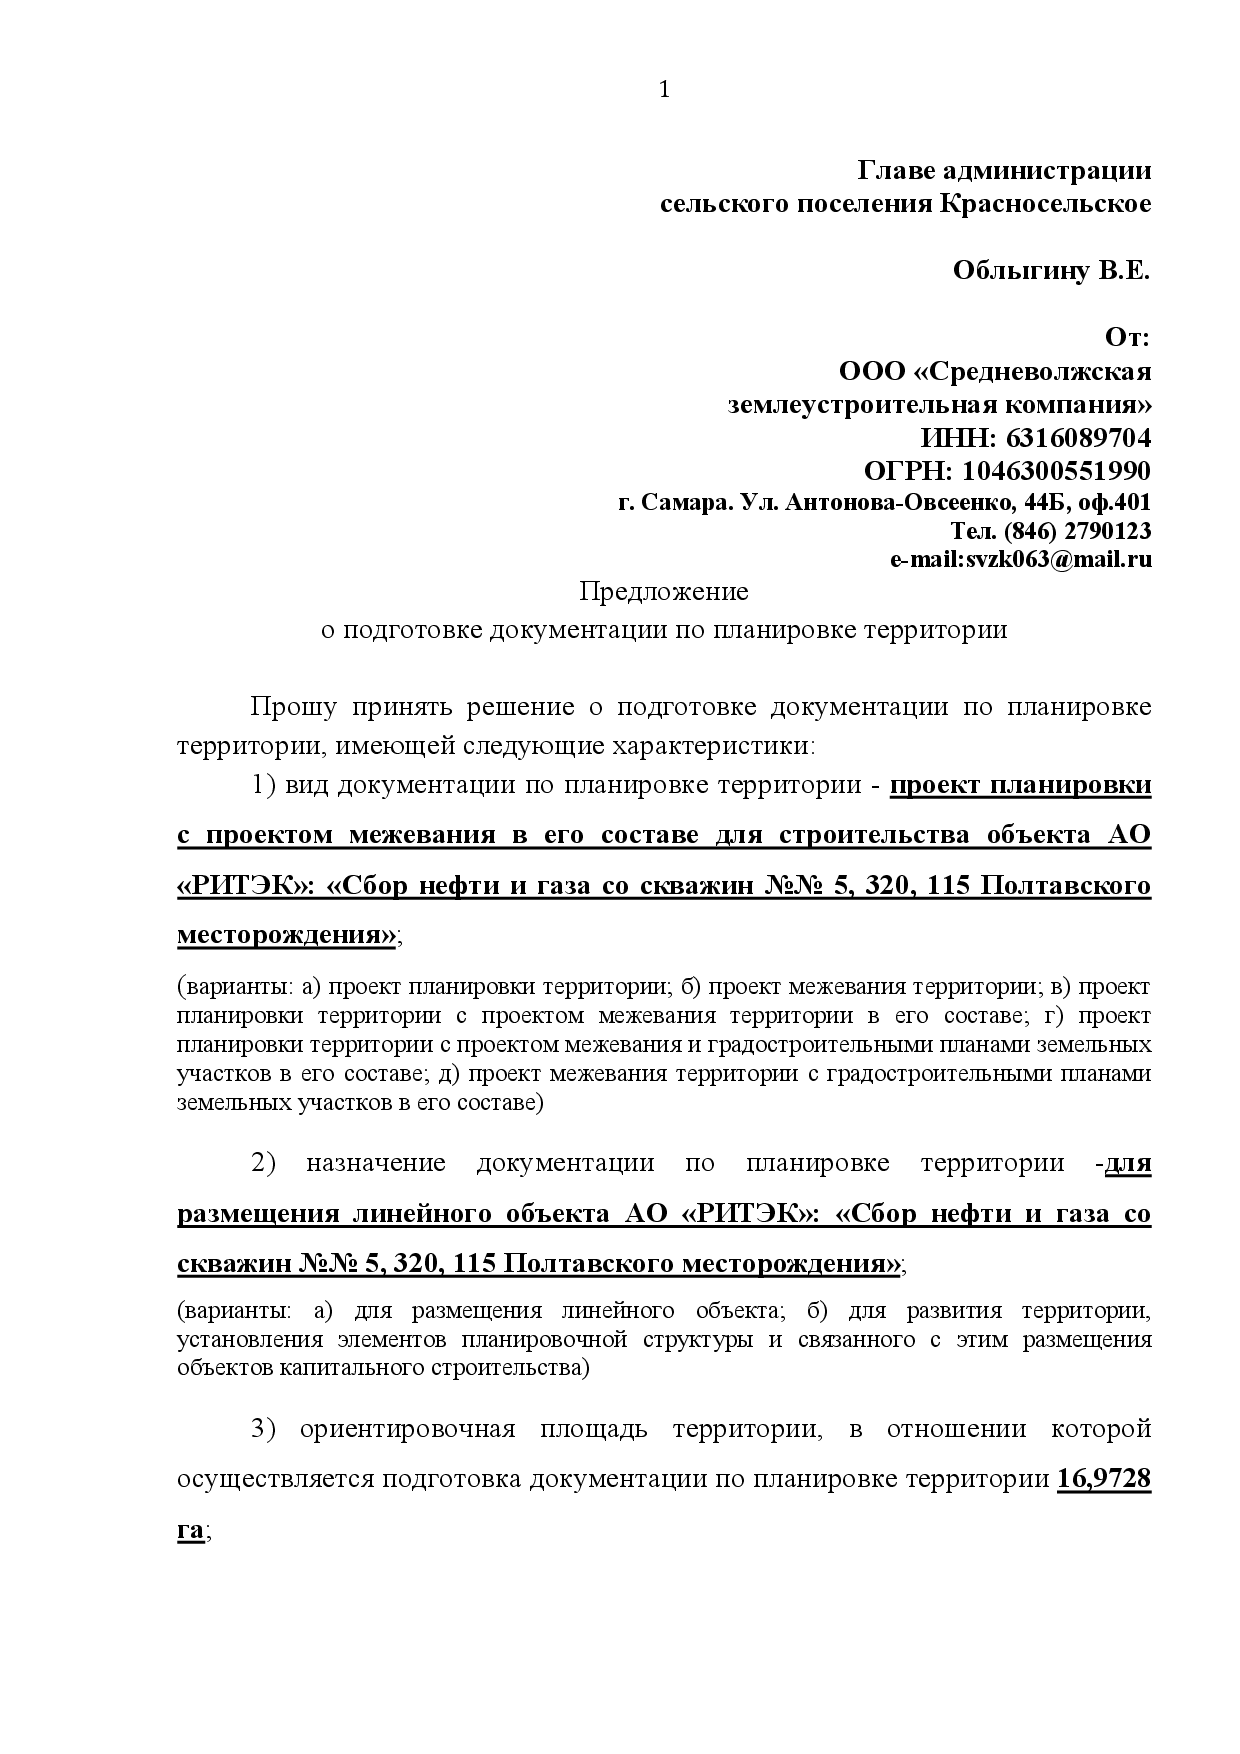 1
Главе администрации
сельского поселения Красносельское
Облыгину В.Е.
От:
ООО «Средневолжская
землеустроительная компания»
ИНН: 6316089704
ОГРН: 1046300551990
г. Самара. Ул. Антонова-Овсеенко, 44Б, оф.401
Тел. (846) 2790123
e-mail:svzk063@mail.ru
Предложение
о подготовке документации по планировке территории
Прошу принять решение о подготовке документации по планировке
территории, имеющей следующие характеристики:
1) вид документации по планировке территории - проект планировки
с проектом межевания в его составе для строительства объекта АО
«РИТЭК»: «Сбор нефти и газа со скважин №№ 5, 320, 115 Полтавского
месторождения»;
(варианты: а) проект планировки территории; б) проект межевания территории; в) проект
планировки территории с проектом межевания территории в его составе; г) проект
планировки территории с проектом межевания и градостроительными планами земельных
участков в его составе; д) проект межевания территории с градостроительными планами
земельных участков в его составе)
2) назначение документации по планировке территории -для
размещения линейного объекта АО «РИТЭК»: «Сбор нефти и газа со
скважин №№ 5, 320, 115 Полтавского месторождения»;
(варианты: а) для размещения линейного объекта; б) для развития территории,
установления элементов планировочной структуры и связанного с этим размещения
объектов капитального строительства)
3) ориентировочная площадь территории, в отношении которой
осуществляется подготовка документации по планировке территории 16,9728
га;